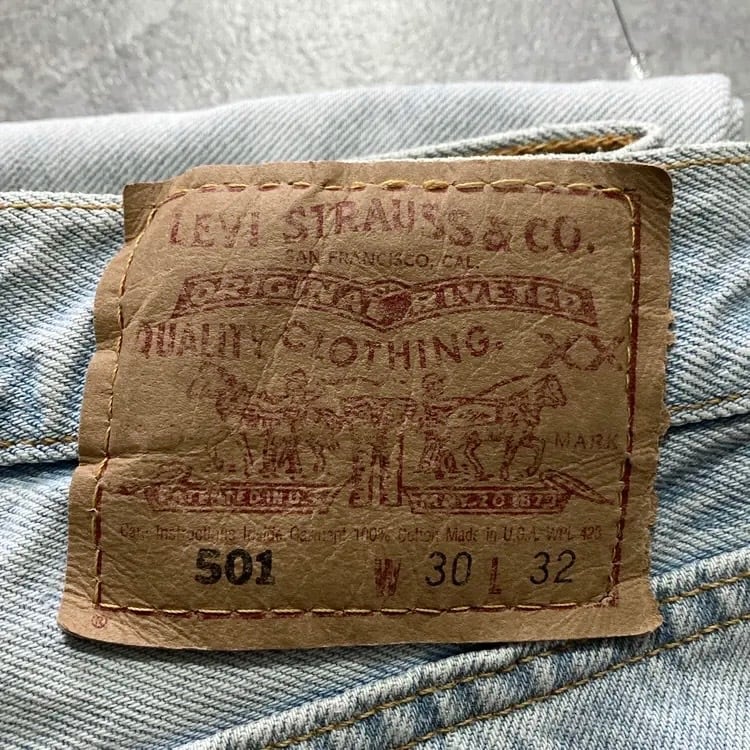 LEVI STRAUSS & CO.
SAN FRANCISCO, CAL.
ORIGINAL RIVETED
QUALITY CLOTHING. XX
MARK
PATENTED IN U.S. MAY 20 1873
Care Instructions Inside Garment 100% Cotton Made in U.S.A. WPL 423
501 W 30 L 32
®